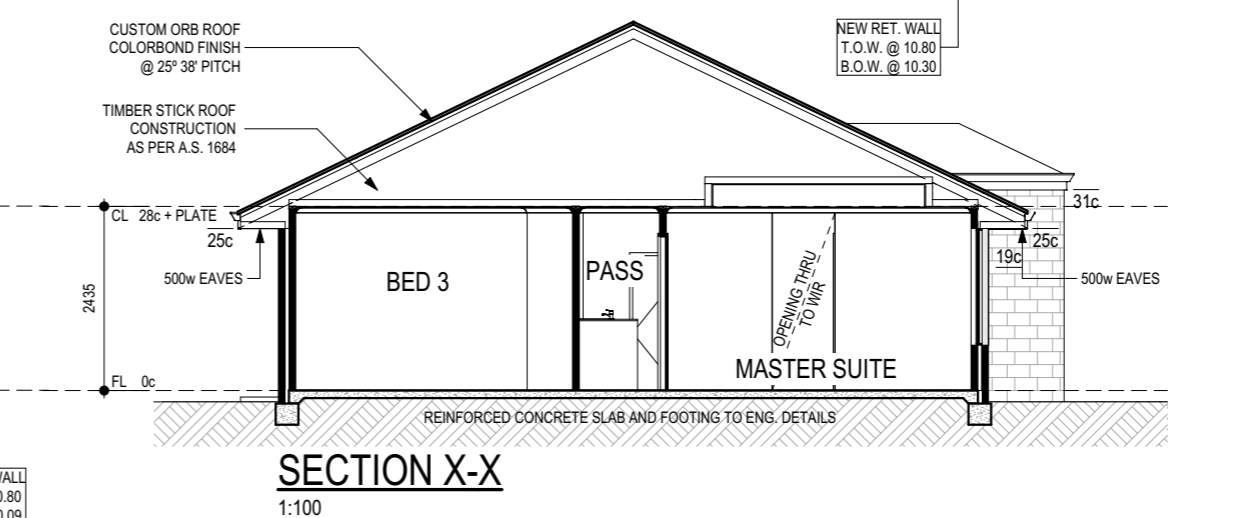 CUSTOM ORB ROOF
COLORBOND FINISH
@ 25º 38' PITCH
NEW RET. WALL
T.O.W. @ 10.80
B.O.W. @ 10.30
TIMBER STICK ROOF
CONSTRUCTION
AS PER A.S. 1684
CL 28c + PLATE
31c
25c
25c
19c
500w EAVES
500w EAVES
2435
BED 3
PASS
OPENING THRU
TO WIR
MASTER SUITE
FL 0c
REINFORCED CONCRETE SLAB AND FOOTING TO ENG. DETAILS
SECTION X-X
1:100
WALL
0.80
0.09